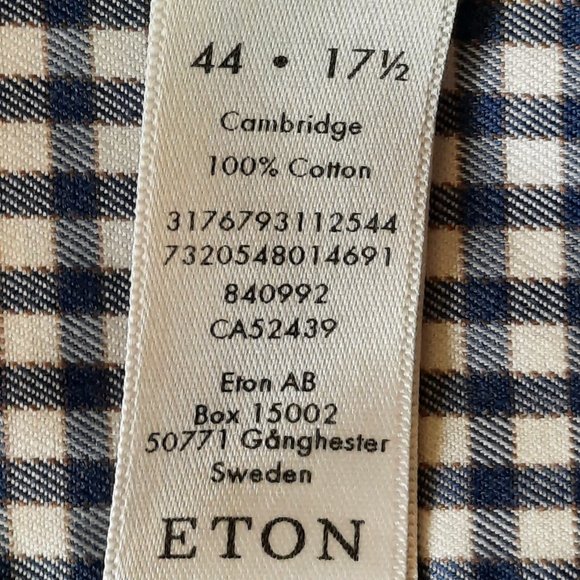 44 • 17½
Cambridge
100% Cotton
3176793112544
7320548014691
840992
CA52439
Eton AB
Box 15002
50771 Gånghester
Sweden
ETON